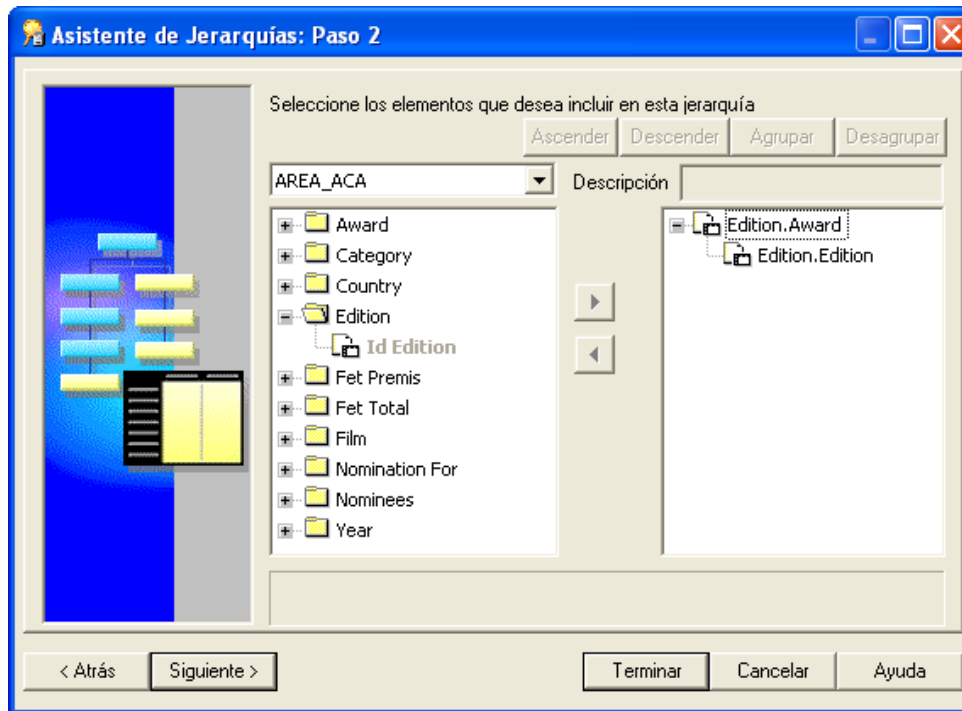 Asistente de Jerarquías: Paso 2
Seleccione los elementos que desea incluir en esta jerarquía
Ascender Descender Agrupar Desagrupar
AREA_ACA Descripción
Award
Category
Country
Edition
Id Edition
Fet Premis
Fet Total
Film
Nomination For
Nominees
Year
Edition.Award
Edition.Edition
< Atrás Siguiente > Terminar Cancelar Ayuda